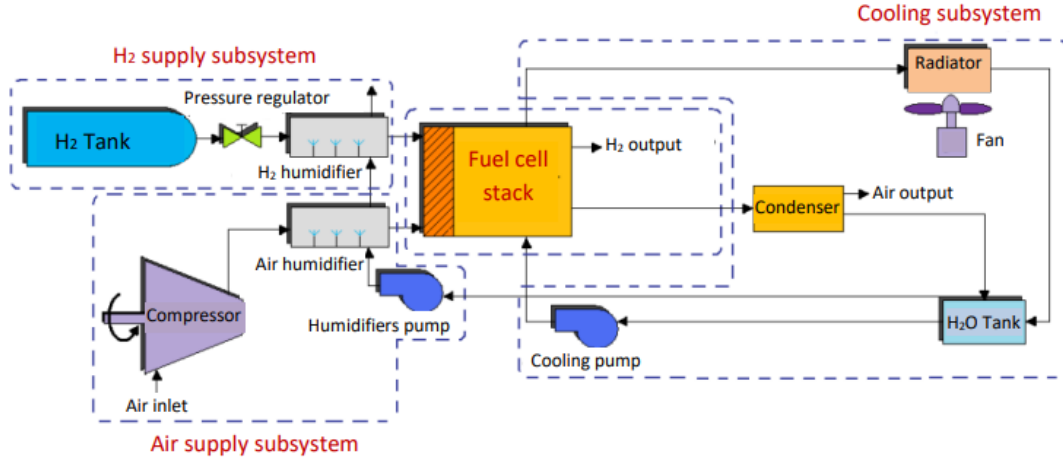 Cooling subsystem
H₂ supply subsystem
Radiator
Pressure regulator
H₂ Tank
Fan
Fuel cell
stack
H₂ output
H₂ humidifier
Air output
Condenser
Air humidifier
Compressor
Humidifiers pump
H₂O Tank
Cooling pump
Air inlet
Air supply subsystem